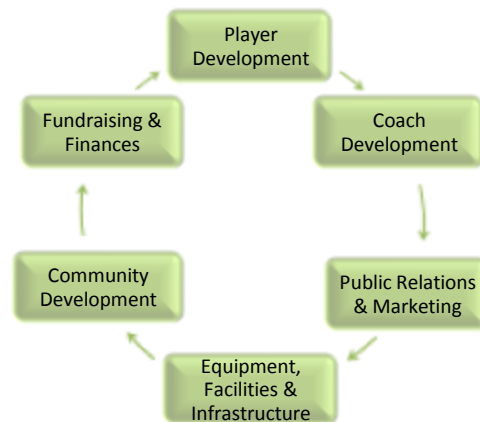 Player
Development
Coach
Development
Public Relations
& Marketing
Equipment,
Facilities &
Infrastructure
Community
Development
Fundraising &
Finances